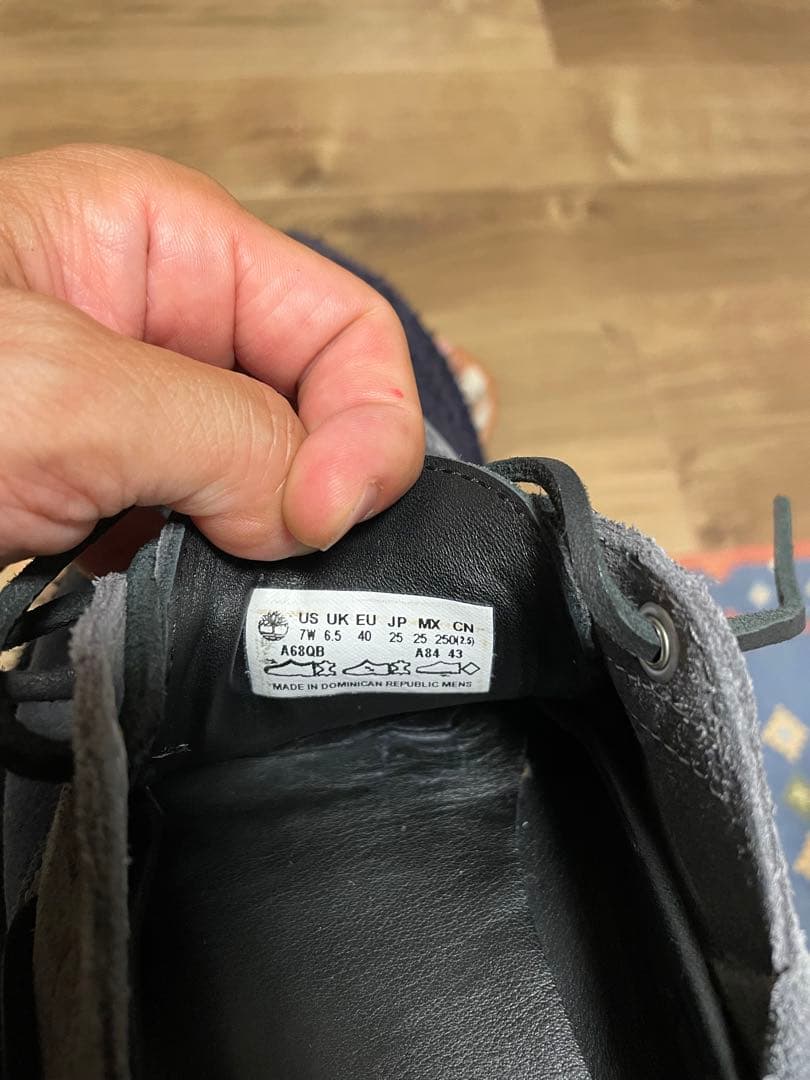 US UK EU JP MX CN
7W 6.5 40 25 25 250(2.5)
A68QB A84 43
MADE IN DOMINICAN REPUBLIC MENS